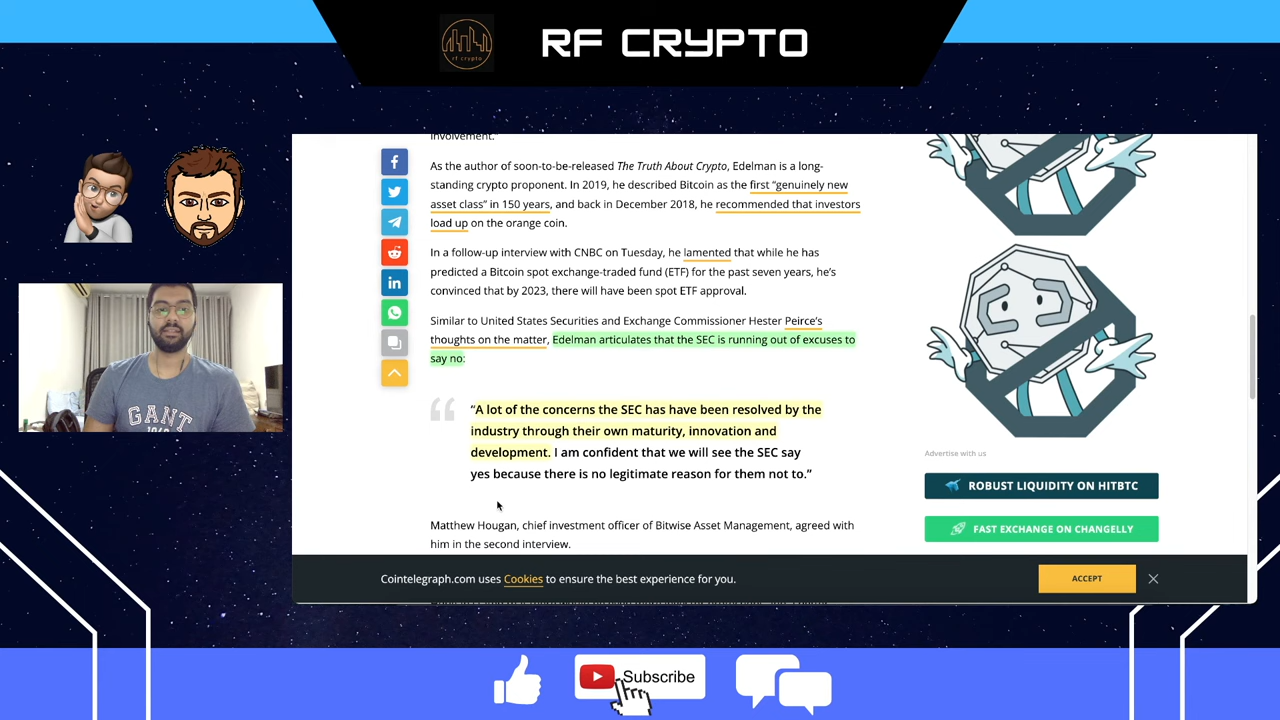 RF CRYPTO
rf crypto
involvement."
As the author of soon-to-be-released The Truth About Crypto, Edelman is a long-
standing crypto proponent. In 2019, he described Bitcoin as the first “genuinely new
asset class” in 150 years, and back in December 2018, he recommended that investors
load up on the orange coin.
In a follow-up interview with CNBC on Tuesday, he lamented that while he has
predicted a Bitcoin spot exchange-traded fund (ETF) for the past seven years, he’s
convinced that by 2023, there will have been spot ETF approval.
Similar to United States Securities and Exchange Commissioner Hester Peirce’s
thoughts on the matter, Edelman articulates that the SEC is running out of excuses to
say no:
“A lot of the concerns the SEC has have been resolved by the
industry through their own maturity, innovation and
development. I am confident that we will see the SEC say
yes because there is no legitimate reason for them not to.”
Matthew Hougan, chief investment officer of Bitwise Asset Management, agreed with
him in the second interview.
Advertise with us
ROBUST LIQUIDITY ON HITBTC
FAST EXCHANGE ON CHANGELLY
Cointelegraph.com uses Cookies to ensure the best experience for you.
ACCEPT
GANT
Subscribe